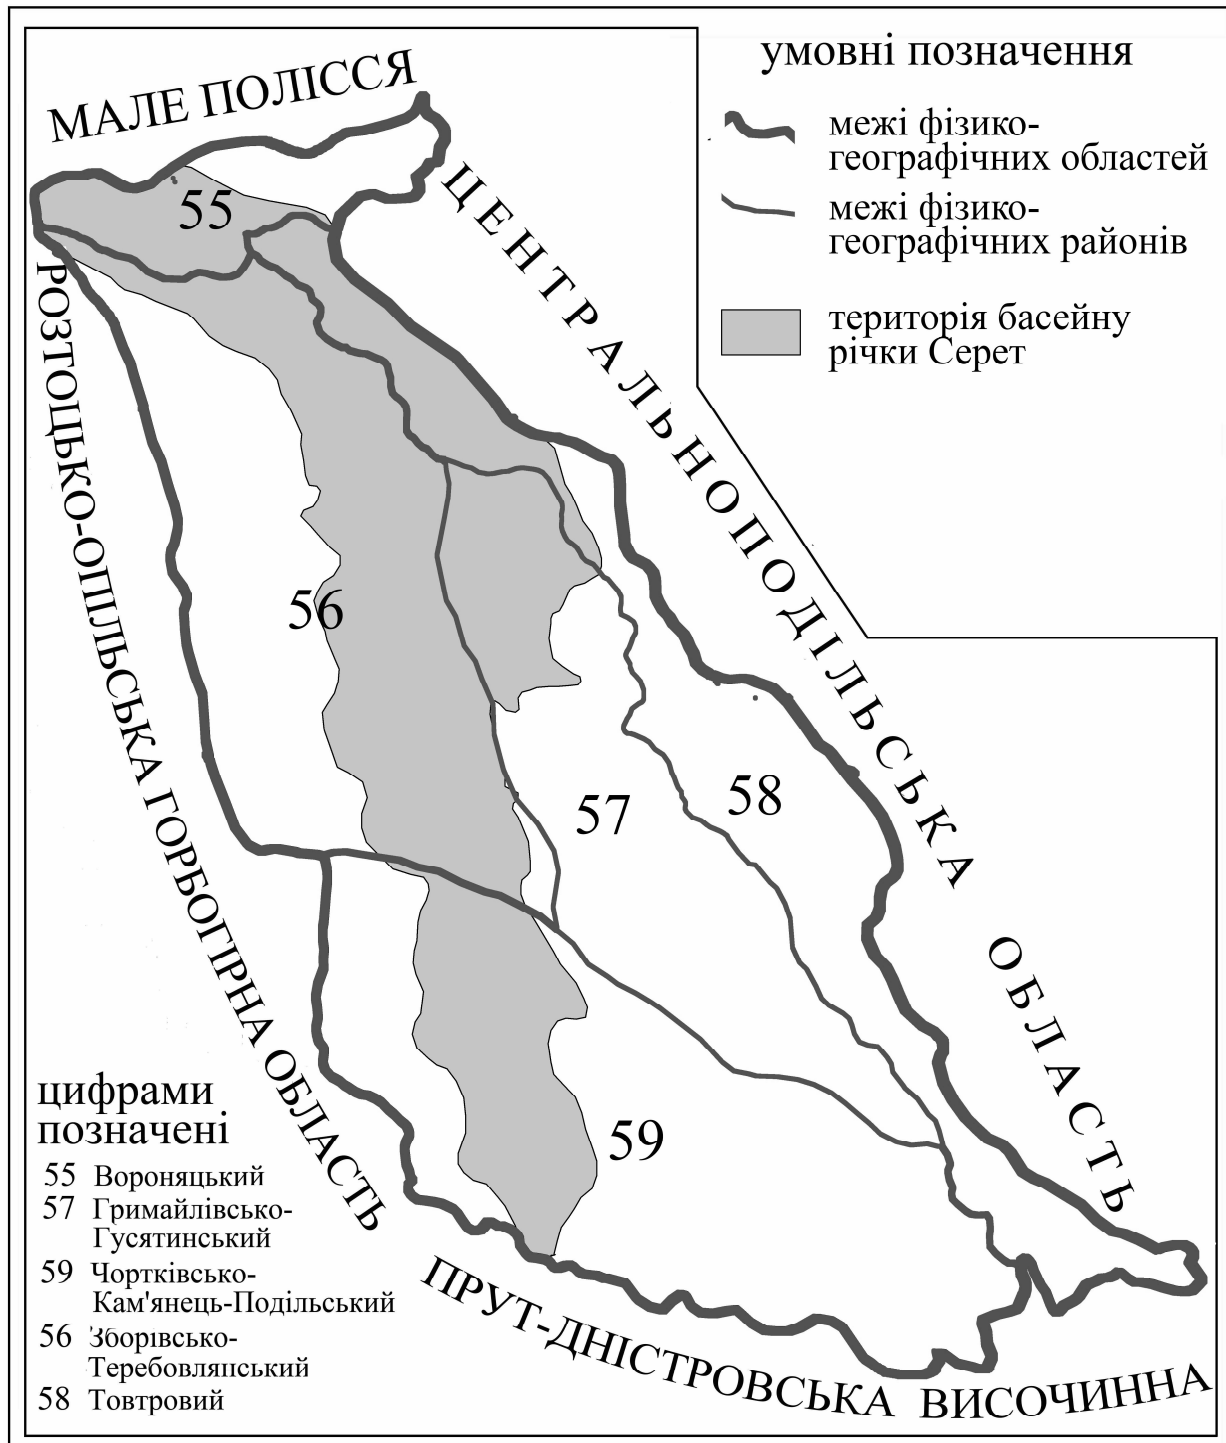 умовні позначення
межі фізико-
географічних областей
межі фізико-
географічних районів
територія басейну
річки Серет
МАЛЕ ПОЛІССЯ
ЦЕНТРАЛЬНОПОДІЛЬСЬКА ОБЛАСТЬ
РОЗТОЦЬКО-ОПІЛЬСЬКА ГОРБОГІРНА ОБЛАСТЬ
ПРУТ-ДНІСТРОВСЬКА ВИСОЧИННА
55
56
57
58
59
цифрами
позначені
55 Вороняцький
57 Гримайлівсько-
Гусятинський
59 Чортківсько-
Кам'янець-Подільський
56 Зборівсько-
Теребовлянський
58 Товтровий